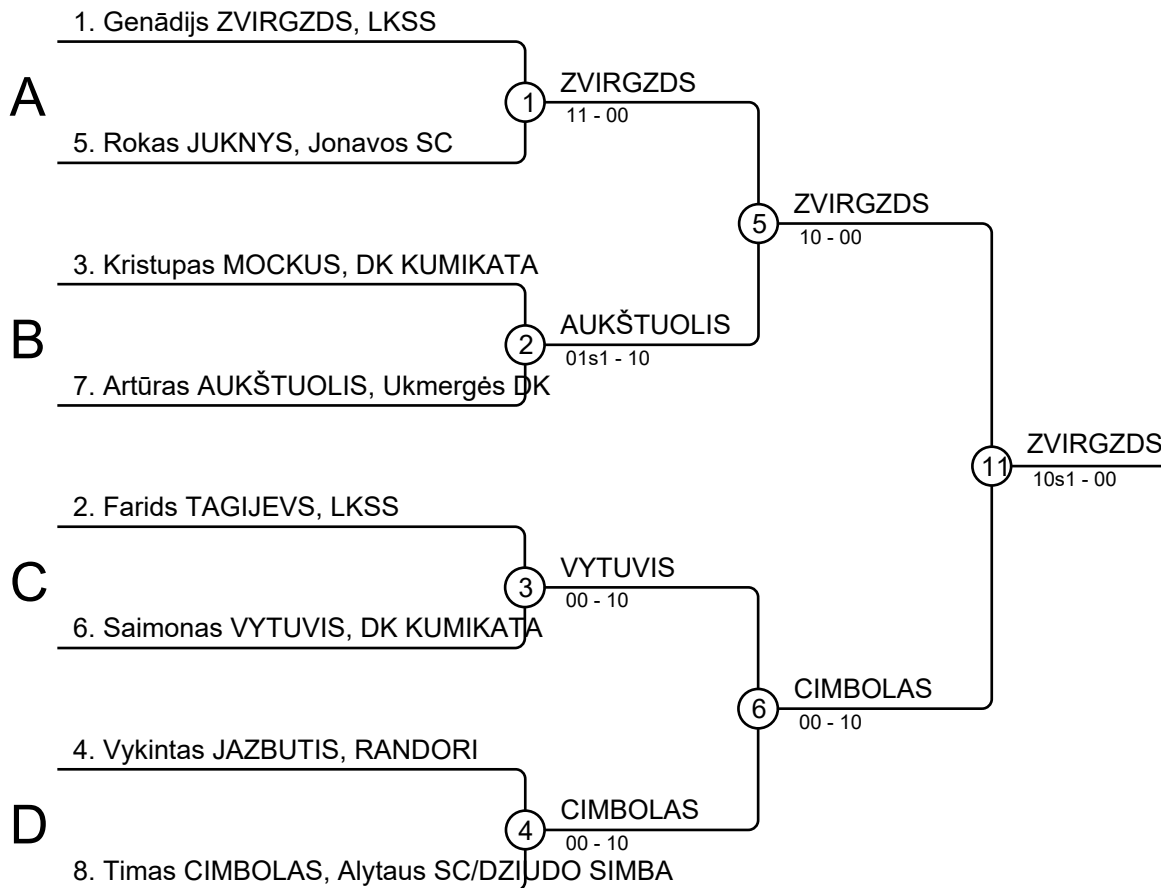 1. Genādijs ZVIRGZDS, LKSS
A
1
ZVIRGZDS
11 - 00
5. Rokas JUKNYS, Jonavos SC
5
ZVIRGZDS
10 - 00
3. Kristupas MOCKUS, DK KUMIKATA
B
2
AUKŠTUOLIS
01s1 - 10
7. Artūras AUKŠTUOLIS, Ukmergės DK
11
ZVIRGZDS
10s1 - 00
2. Farids TAGIJEVS, LKSS
C
3
VYTUVIS
00 - 10
6. Saimonas VYTUVIS, DK KUMIKATA
6
CIMBOLAS
00 - 10
4. Vykintas JAZBUTIS, RANDORI
D
4
CIMBOLAS
00 - 10
8. Timas CIMBOLAS, Alytaus SC/DZIUDO SIMBA